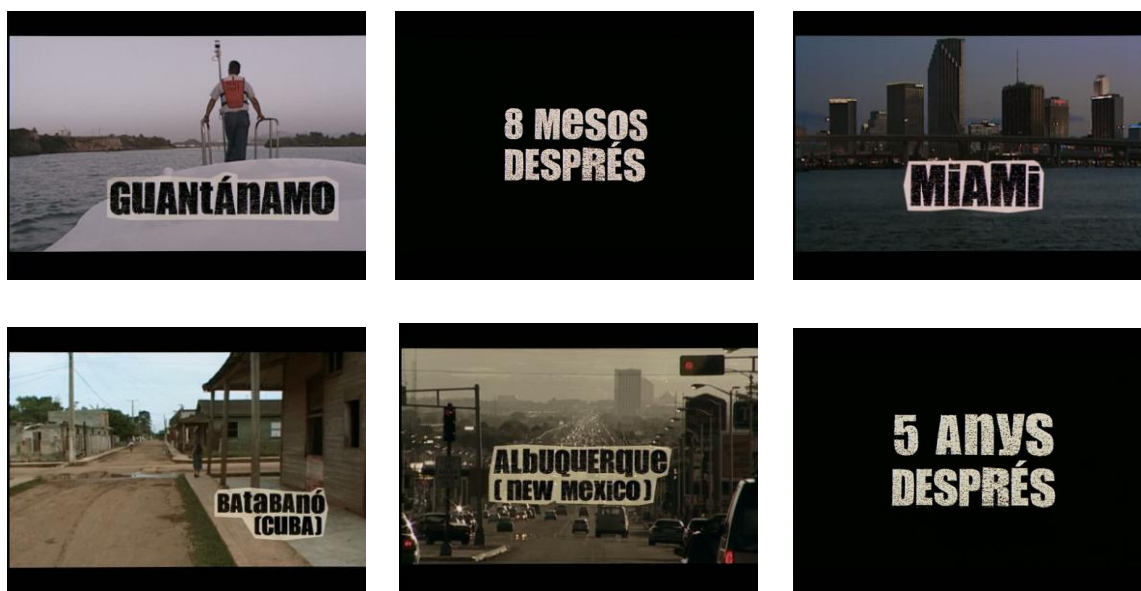 GUANtÁnAMO
8 MeSos
DESPRÉS
MiAMi
BAtaBAnó
(CUBA)
ALbUQUERque
( new Mexico )
5 AnyS
DESPRÉS